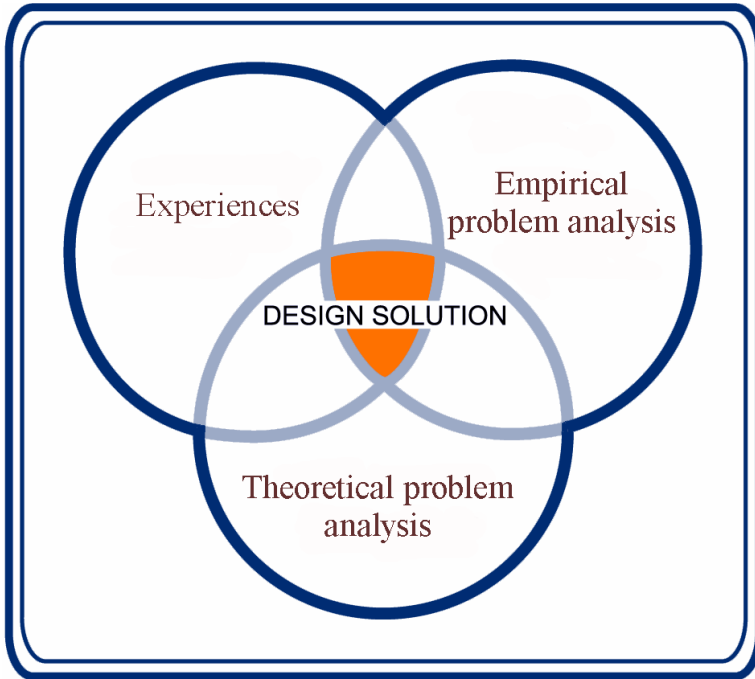 Experiences
Empirical
problem analysis
DESIGN SOLUTION
Theoretical problem
analysis